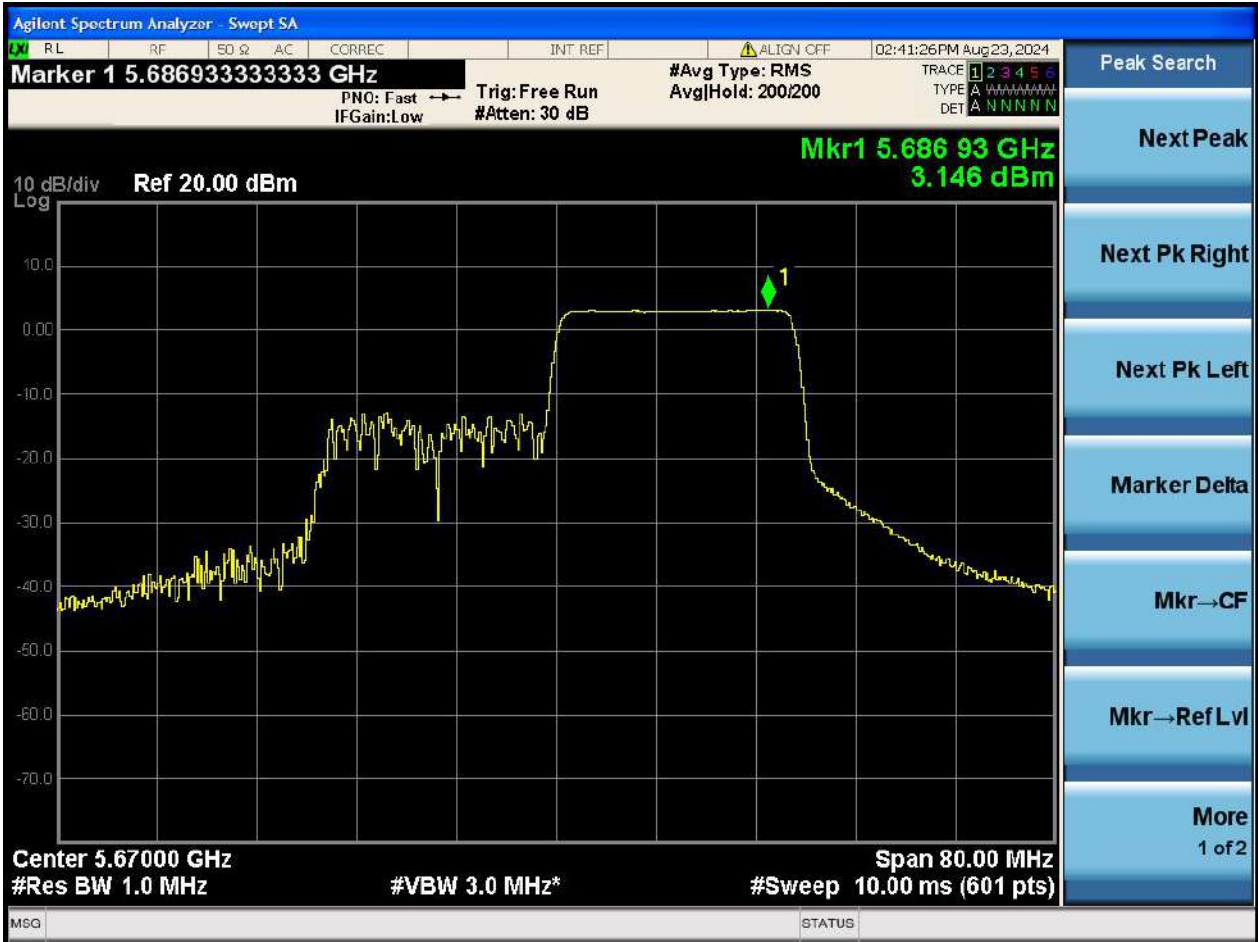 Agilent Spectrum Analyzer - Swept SA
LXI RL RF 50 Ω AC CORREC INT REF ALIGN OFF 02:41:26 PM Aug 23, 2024
Marker 1 5.686933333333 GHz
PNO: Fast
IFGain:Low
Trig: Free Run
#Atten: 30 dB
#Avg Type: RMS
Avg|Hold: 200/200
TRACE 1 2 3 4 5 6
TYPE A WWWWW
DET A N N N N N
Mkr1 5.686 93 GHz
3.146 dBm
10 dB/div Ref 20.00 dBm
Log
10.0
0.00
-10.0
-20.0
-30.0
-40.0
-50.0
-60.0
-70.0
1
Center 5.67000 GHz Span 80.00 MHz
#Res BW 1.0 MHz #VBW 3.0 MHz* #Sweep 10.00 ms (601 pts)
MSG STATUS
Peak Search
Next Peak
Next Pk Right
Next Pk Left
Marker Delta
Mkr→CF
Mkr→Ref Lvl
More
1 of 2